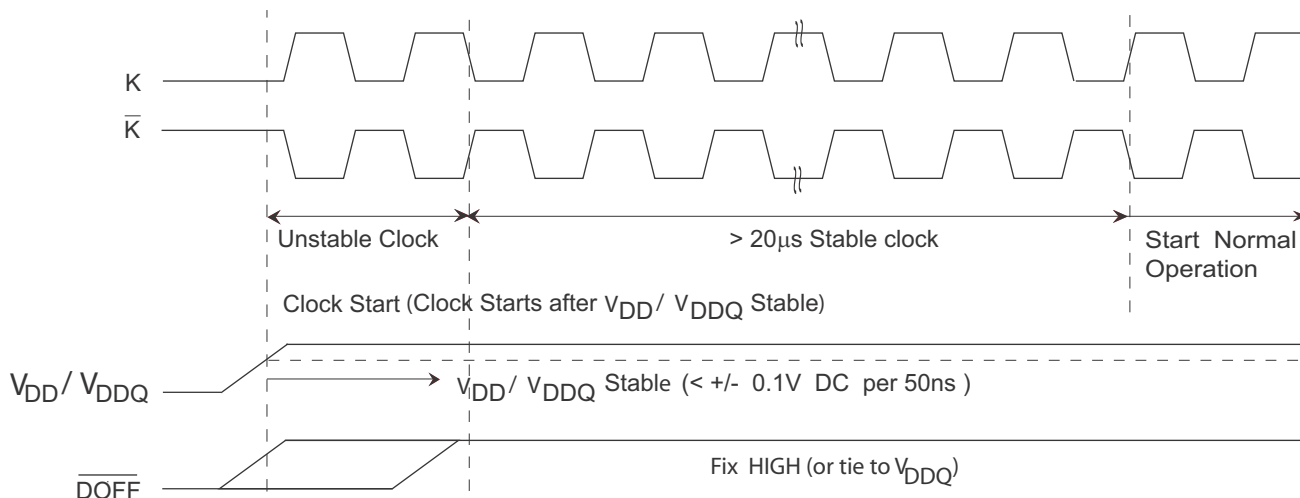 K
K̅
Unstable Clock
> 20μs Stable clock
Start Normal
Operation
Clock Start (Clock Starts after VDD / VDDQ Stable)
VDD / VDDQ
VDD / VDDQ Stable (< +/- 0.1V DC per 50ns )
Fix HIGH (or tie to VDDQ)
DOFF